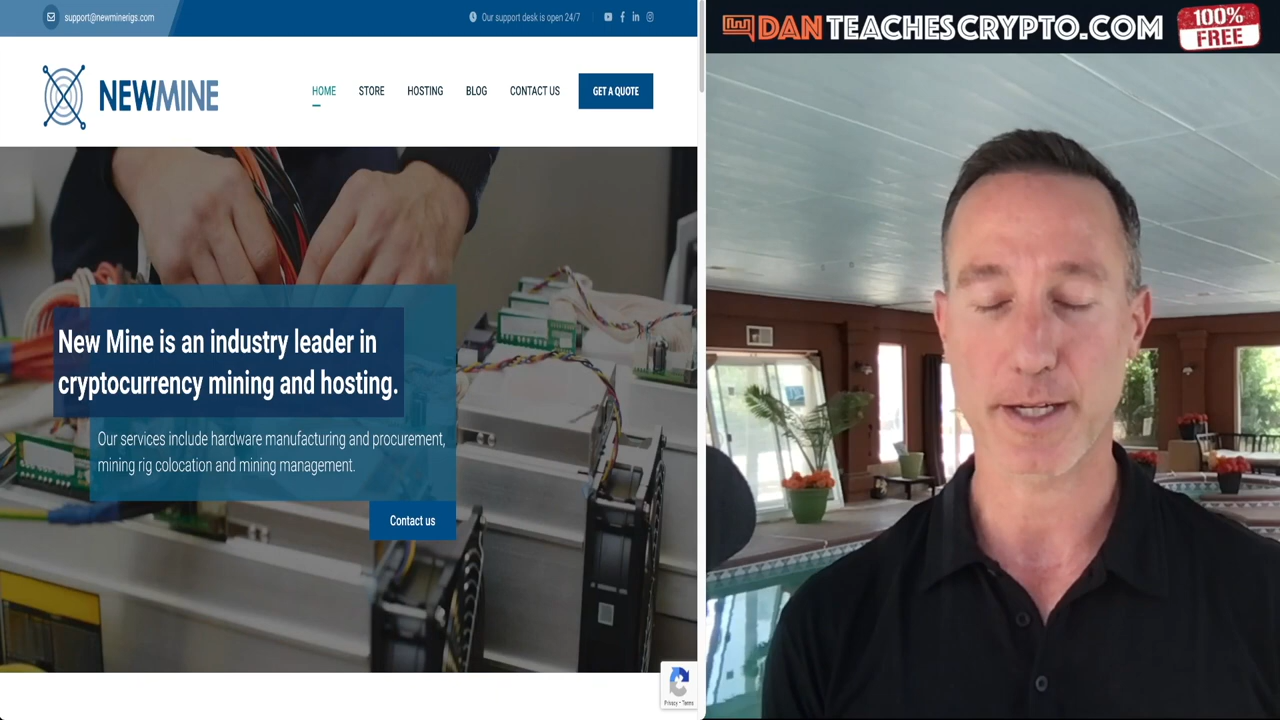 support@newminerigs.com
Our support desk is open 24/7
NEWMINE
HOME
STORE
HOSTING
BLOG
CONTACT US
GET A QUOTE
New Mine is an industry leader in
cryptocurrency mining and hosting.
Our services include hardware manufacturing and procurement,
mining rig colocation and mining management.
Contact us
Privacy - Terms
DANTEACHESCRYPTO.COM
100%
FREE